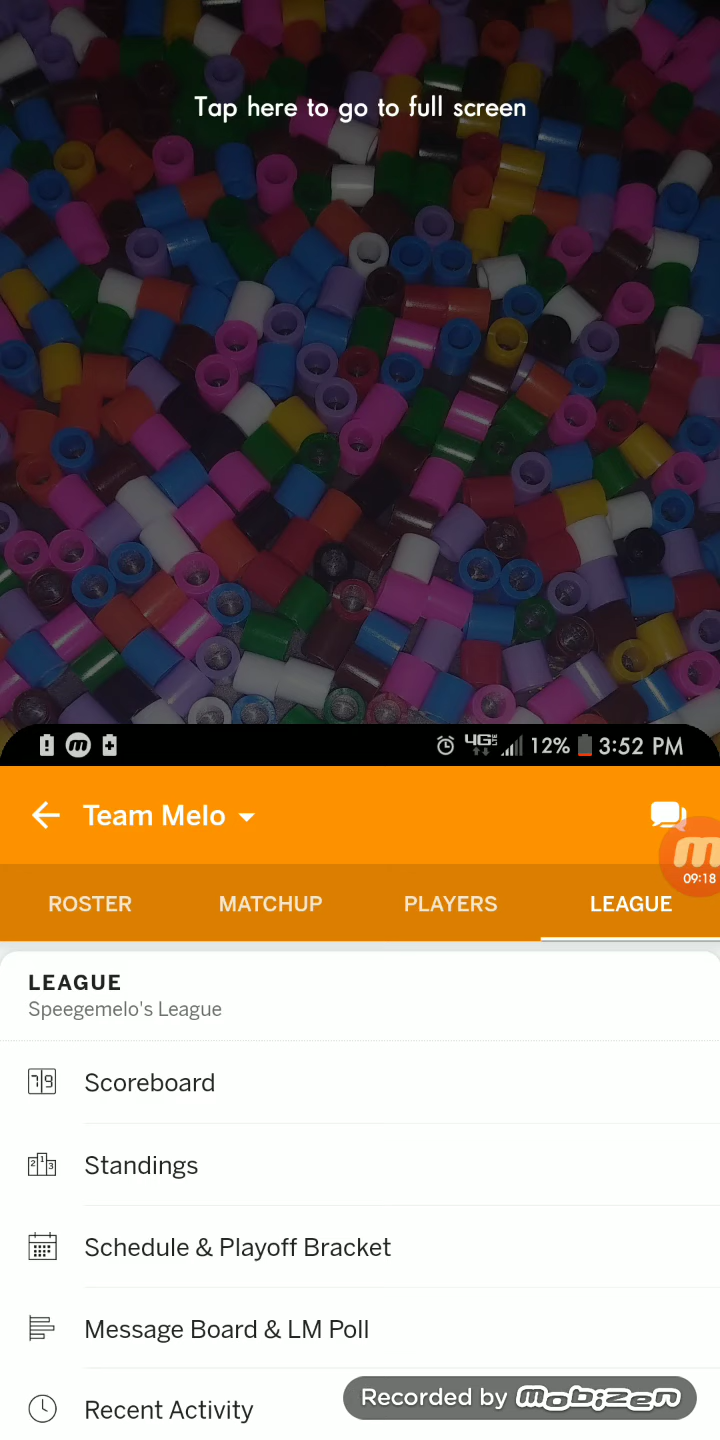 Tap here to go to full screen
4G LTE 12% 3:52 PM
Team Melo
09:18
ROSTER MATCHUP PLAYERS LEAGUE
LEAGUE
Speegemelo's League
Scoreboard
Standings
Schedule & Playoff Bracket
Message Board & LM Poll
Recent Activity
Recorded by mobizen